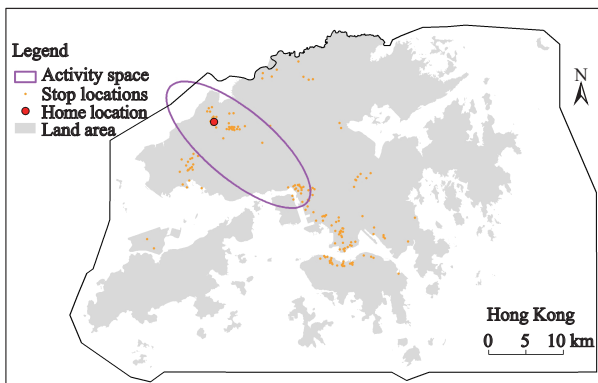 Legend
Activity space
Stop locations
Home location
Land area
N
Hong Kong
0 5 10 km